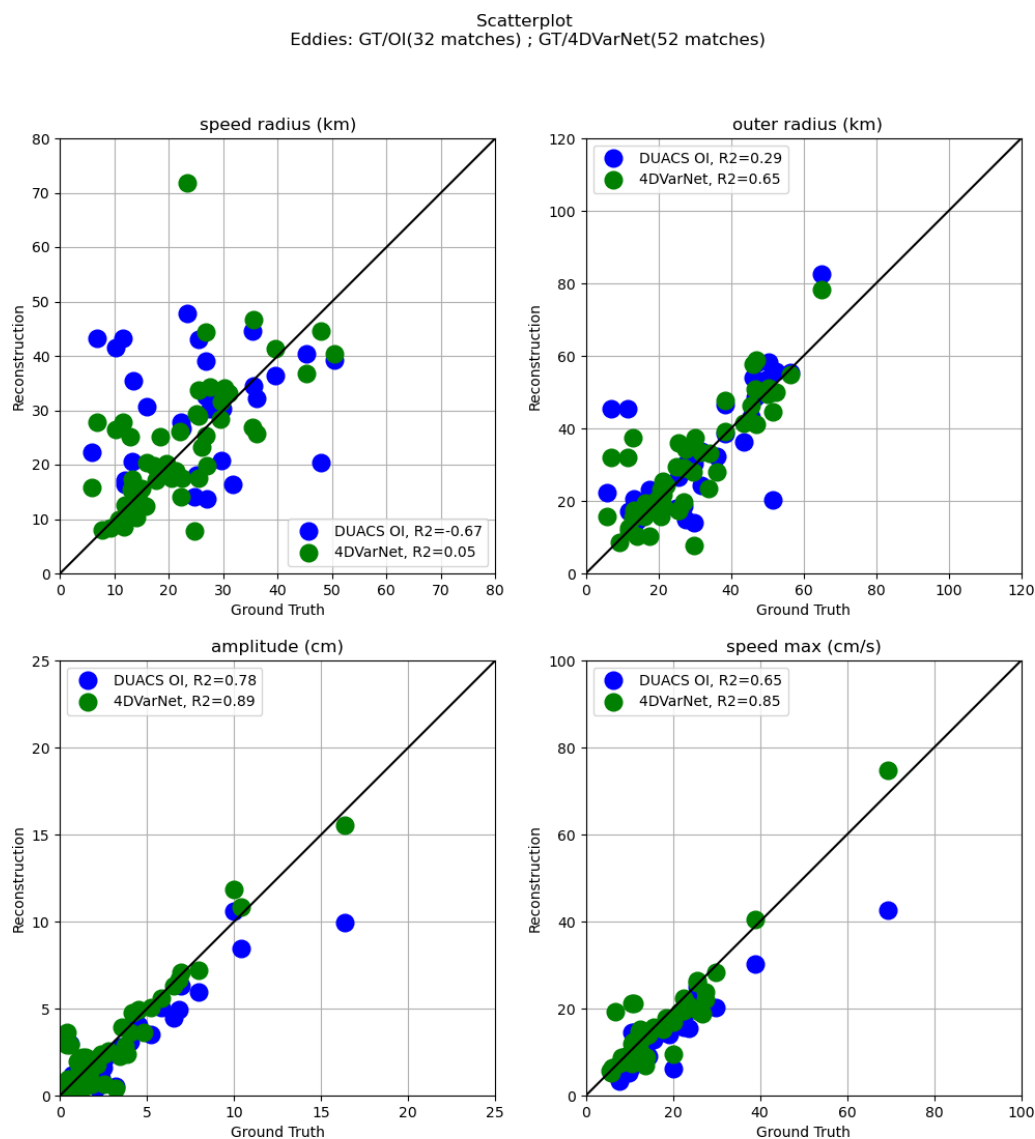 Scatterplot
Eddies: GT/OI(32 matches) ; GT/4DVarNet(52 matches)
speed radius (km)
80
70
60
50
40
30
20
10
0
Reconstruction
DUACS OI, R2=-0.67
4DVarNet, R2=0.05
0 10 20 30 40 50 60 70 80
Ground Truth
outer radius (km)
120
100
80
60
40
20
0
Reconstruction
DUACS OI, R2=0.29
4DVarNet, R2=0.65
0 20 40 60 80 100 120
Ground Truth
amplitude (cm)
25
20
15
10
5
0
Reconstruction
DUACS OI, R2=0.78
4DVarNet, R2=0.89
0 5 10 15 20 25
Ground Truth
speed max (cm/s)
100
80
60
40
20
0
Reconstruction
DUACS OI, R2=0.65
4DVarNet, R2=0.85
0 20 40 60 80 100
Ground Truth